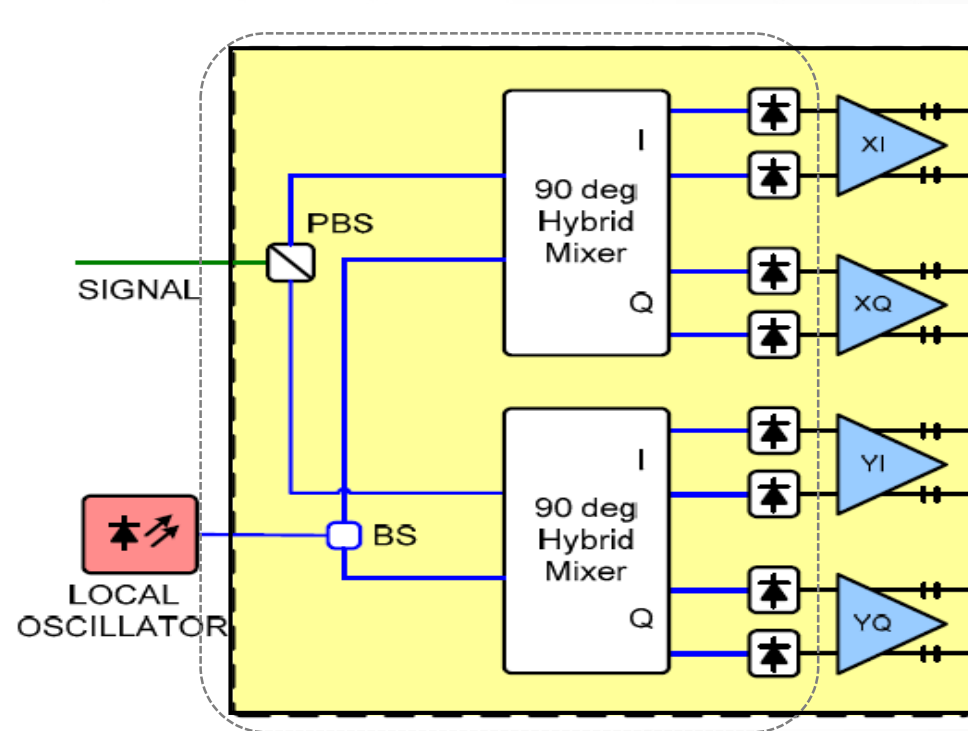 I
XI
90 deg
Hybrid
Mixer
PBS
SIGNAL
Q
XQ
I
YI
90 deg
Hybrid
Mixer
BS
LOCAL
OSCILLATOR
Q
YQ